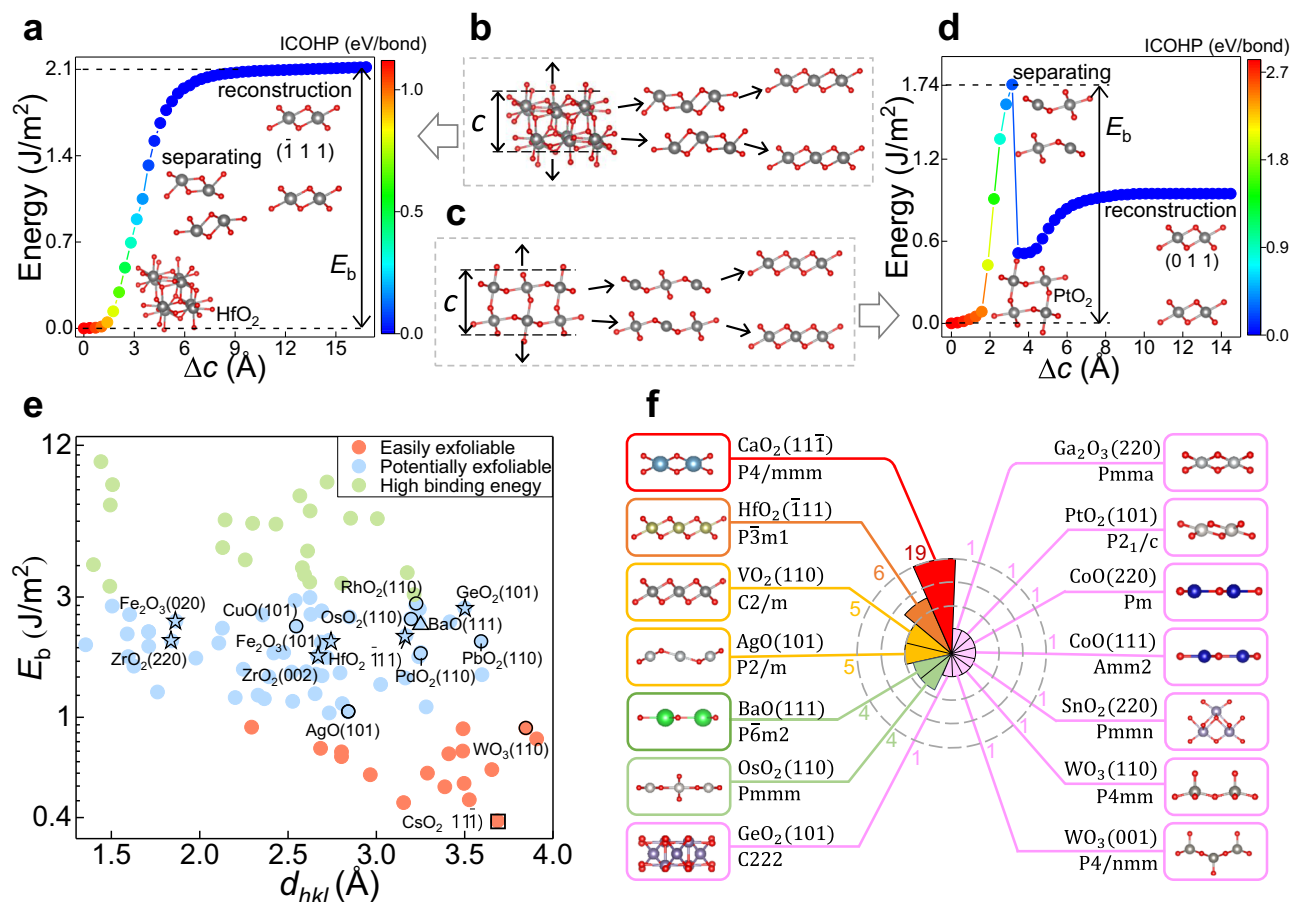 a
ICOHP (eV/bond)
2.1
1.4
0.7
0.0
Energy (J/m²)
0 3 6 9 12 15
Δc (Å)
reconstruction
(1̄ 1 1)
separating
HfO₂
E_b
1.0
0.5
0.0
b
c
c
c
d
ICOHP (eV/bond)
1.74
1.2
0.6
0.0
Energy (J/m²)
0 2 4 6 8 10 12 14
Δc (Å)
separating
E_b
reconstruction
(0 1 1)
PtO₂
2.7
1.8
0.9
0.0
e
12
3
1
0.4
E_b (J/m²)
1.5 2.0 2.5 3.0 3.5 4.0
d_hkl (Å)
Easily exfoliable
Potentially exfoliable
High binding energy
RhO₂(110)
GeO₂(101)
Fe₂O₃(020)
CuO(101)
OsO₂(110)
BaO(111)
Fe₂O₃(101)
ZrO₂(220)
HfO₂ 1̄11)
PbO₂(110)
ZrO₂(002)
PdO₂(110)
AgO(101)
WO₃(110)
CsO₂ 11̄1̄)
f
CaO₂(111̄)
P4/mmm
HfO₂(1̄11)
P3̄m1
VO₂(110)
C2/m
AgO(101)
P2/m
BaO(111)
P6̄m2
OsO₂(110)
Pmmm
GeO₂(101)
C222
19
6
5
5
4
4
1
1
1
1
1
1
1
1
Ga₂O₃(220)
Pmma
PtO₂(101)
P2₁/c
CoO(220)
Pm
CoO(111)
Amm2
SnO₂(220)
Pmmn
WO₃(110)
P4mm
WO₃(001)
P4/nmm